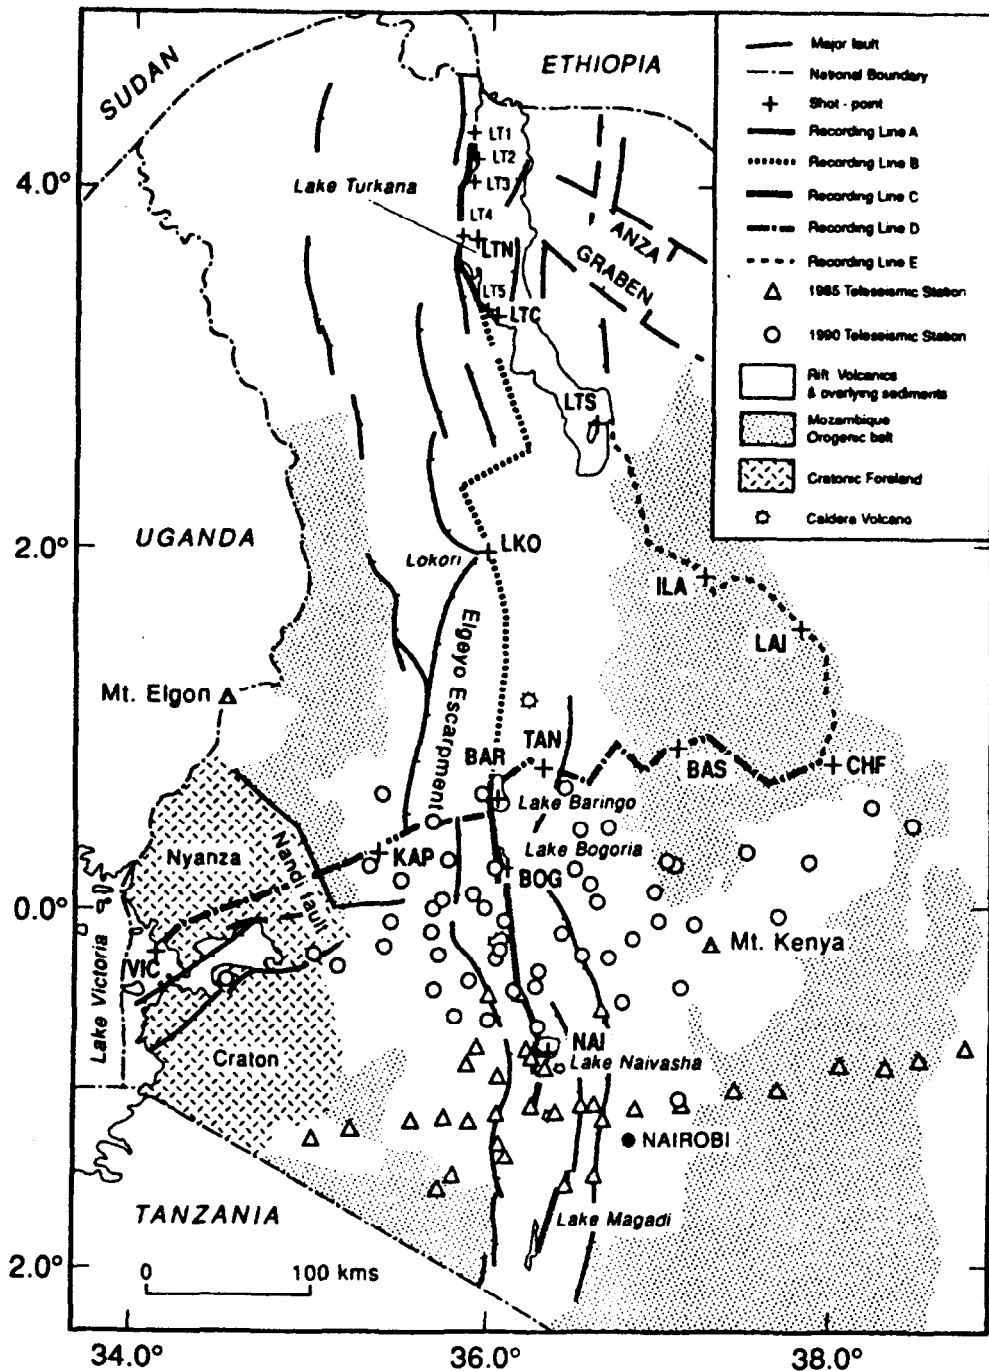 SUDAN
ETHIOPIA
Major fault
National Boundary
Shot - point
Recording Line A
Recording Line B
Recording Line C
Recording Line D
Recording Line E
1985 Teleseismic Station
1990 Teleseismic Station
Rift Volcanics
& overlying sediments
Mozambique
Orogenic belt
Cratonic Foreland
Caldera Volcano
4.0°
LT1
LT2
LT3
Lake Turkana
LT4
LTN
ANZA
GRABEN
LT5
LTC
LTS
UGANDA
2.0°
LKO
Lokori
ILA
LAI
Elgeyo Escarpment
Mt. Elgon
BAR
TAN
BAS
CHF
Lake Baringo
Nyanza
Nandi fault
KAP
Lake Bogoria
BOG
0.0°
VIC
Mt. Kenya
Lake Victoria
Craton
NAI
Lake Naivasha
NAIROBI
TANZANIA
Lake Magadi
2.0°
0
100 kms
34.0°
36.0°
38.0°